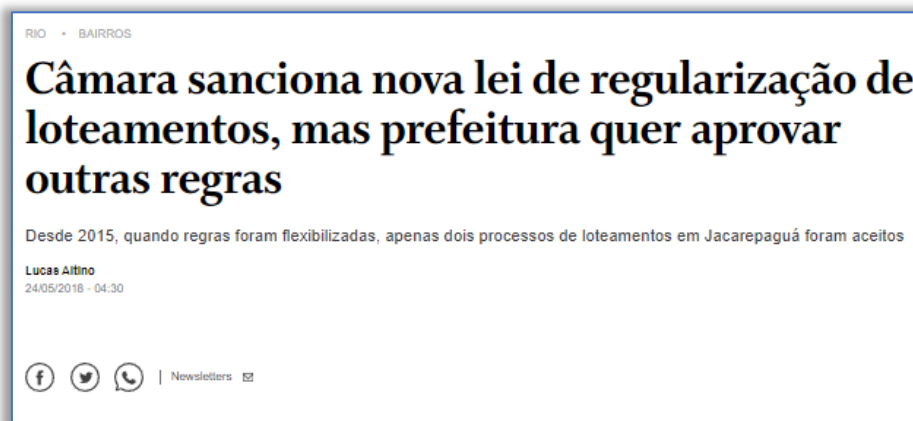 RIO • BAIRROS
Câmara sanciona nova lei de regularização de
loteamentos, mas prefeitura quer aprovar
outras regras
Desde 2015, quando regras foram flexibilizadas, apenas dois processos de loteamentos em Jacarepaguá foram aceitos
Lucas Altino
24/05/2018 - 04:30
| Newsletters